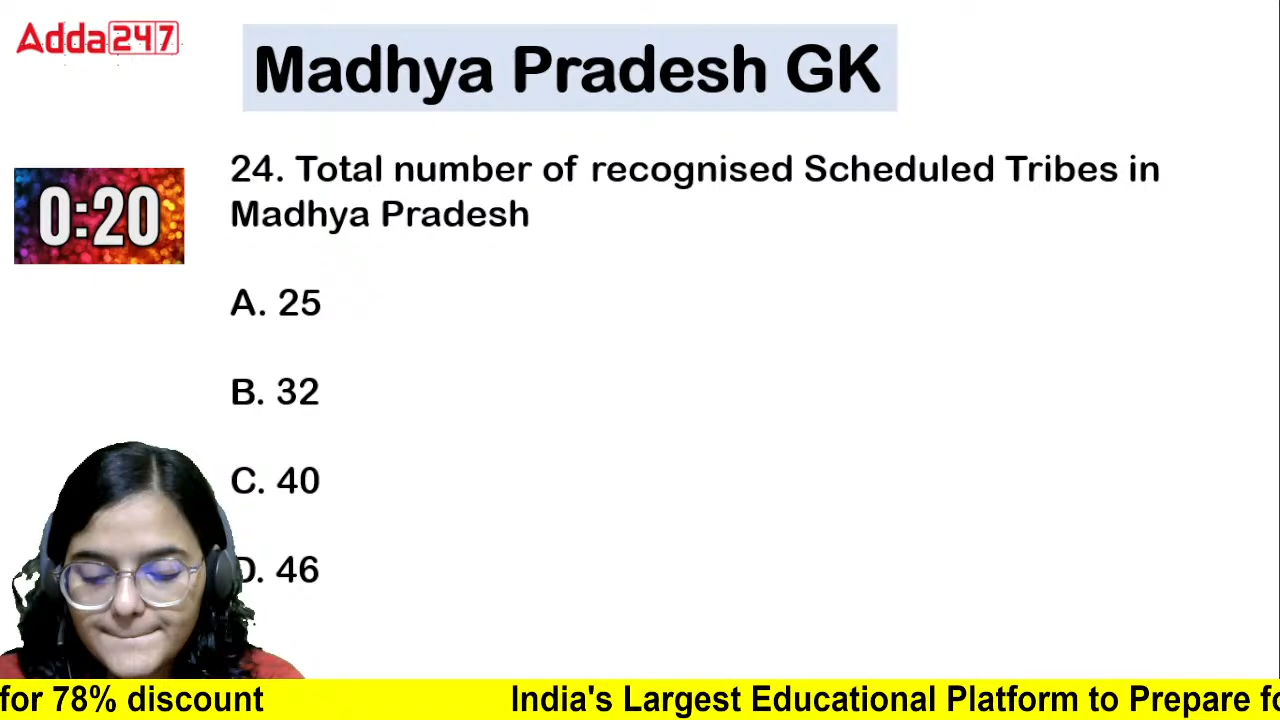 Adda247
Madhya Pradesh GK
0:20
24. Total number of recognised Scheduled Tribes in
Madhya Pradesh
A. 25
B. 32
C. 40
D. 46
for 78% discount
India's Largest Educational Platform to Prepare fo